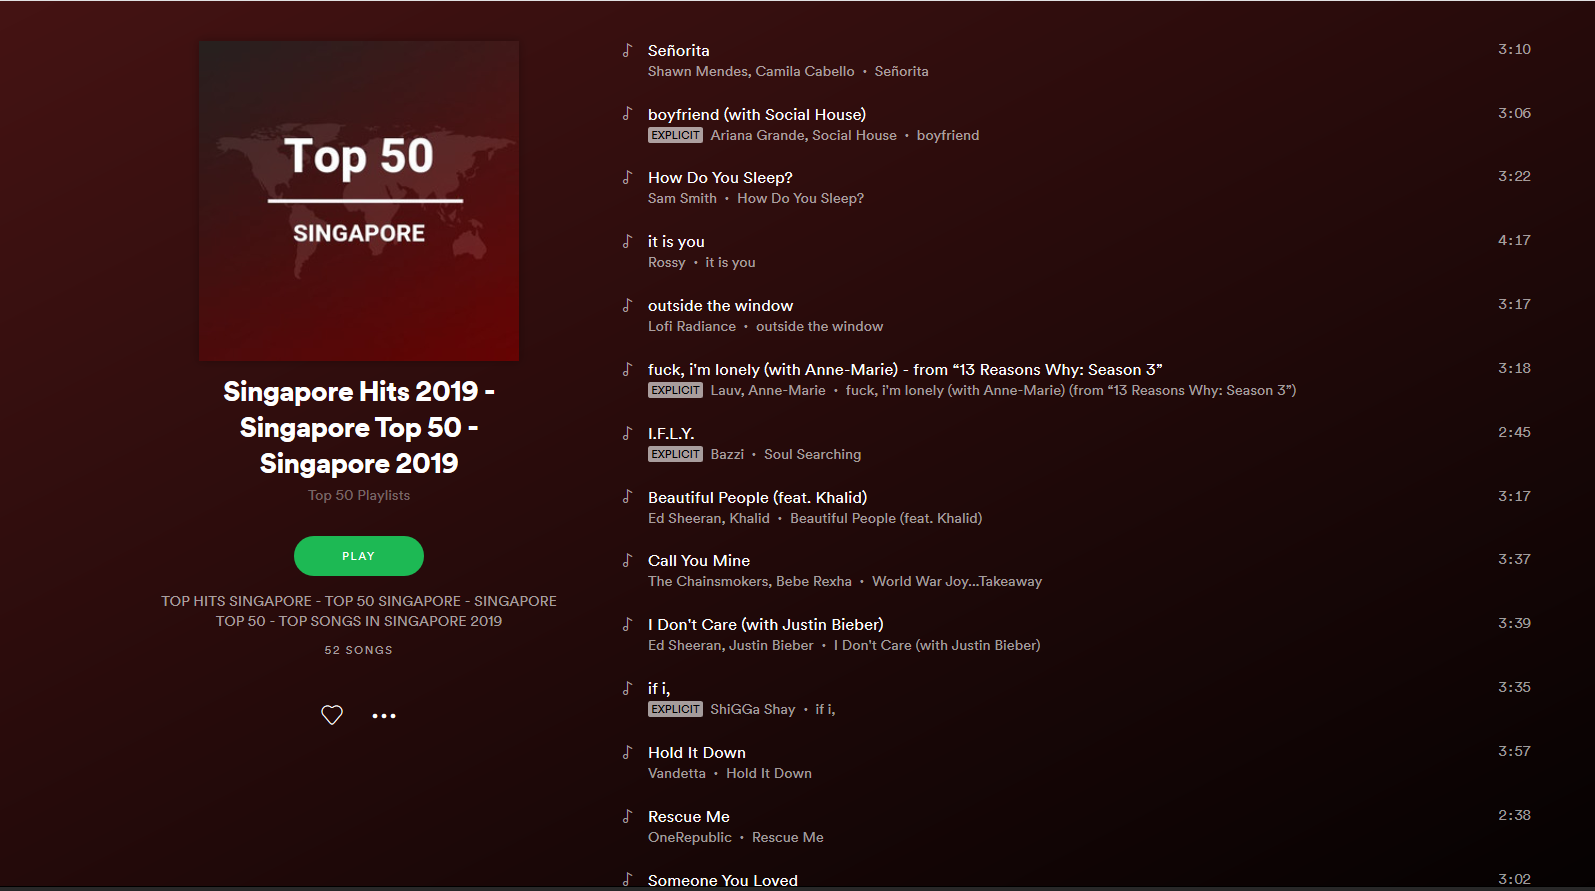 Top 50
SINGAPORE
Singapore Hits 2019 -
Singapore Top 50 -
Singapore 2019
Top 50 Playlists
PLAY
TOP HITS SINGAPORE - TOP 50 SINGAPORE - SINGAPORE
TOP 50 - TOP SONGS IN SINGAPORE 2019
52 SONGS
Señorita 3:10
Shawn Mendes, Camila Cabello • Señorita
boyfriend (with Social House) 3:06
EXPLICIT Ariana Grande, Social House • boyfriend
How Do You Sleep? 3:22
Sam Smith • How Do You Sleep?
it is you 4:17
Rossy • it is you
outside the window 3:17
Lofi Radiance • outside the window
fuck, i'm lonely (with Anne-Marie) - from “13 Reasons Why: Season 3” 3:18
EXPLICIT Lauv, Anne-Marie • fuck, i'm lonely (with Anne-Marie) (from “13 Reasons Why: Season 3”)
I.F.L.Y. 2:45
EXPLICIT Bazzi • Soul Searching
Beautiful People (feat. Khalid) 3:17
Ed Sheeran, Khalid • Beautiful People (feat. Khalid)
Call You Mine 3:37
The Chainsmokers, Bebe Rexha • World War Joy...Takeaway
I Don't Care (with Justin Bieber) 3:39
Ed Sheeran, Justin Bieber • I Don't Care (with Justin Bieber)
if i, 3:35
EXPLICIT ShiGGa Shay • if i,
Hold It Down 3:57
Vandetta • Hold It Down
Rescue Me 2:38
OneRepublic • Rescue Me
Someone You Loved 3:02